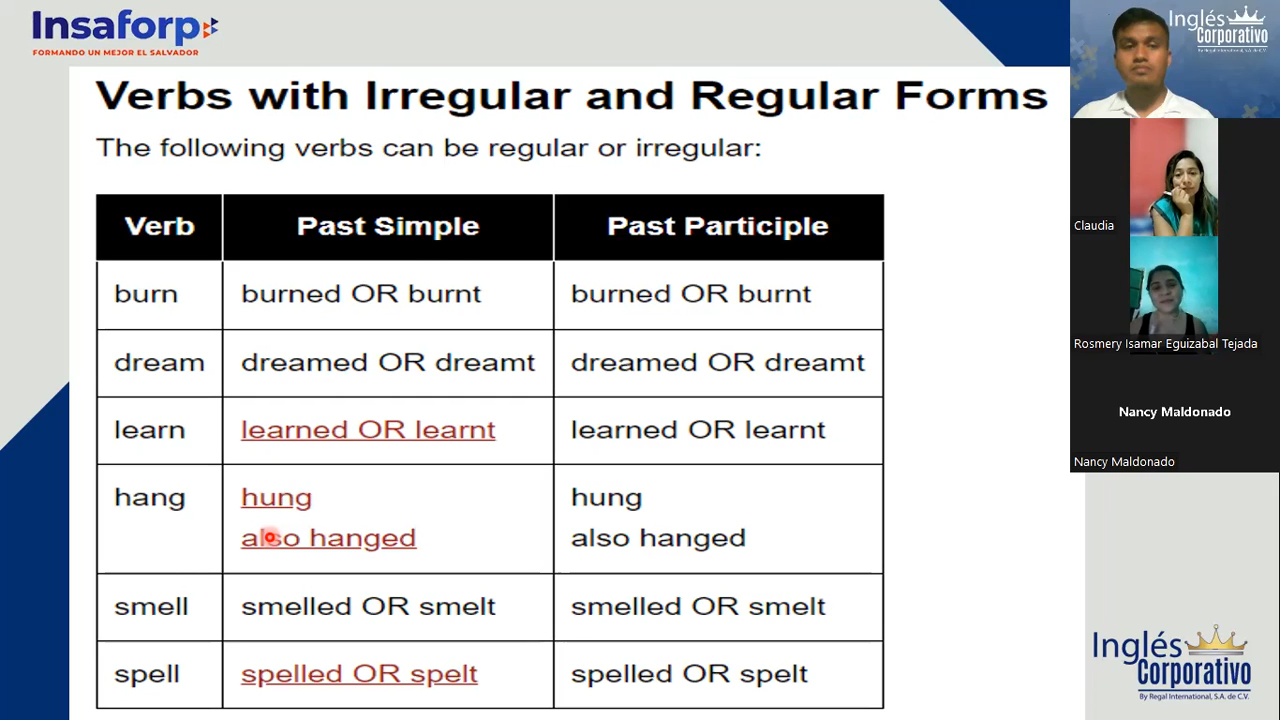 Insaforp
FORMANDO UN MEJOR EL SALVADOR
Verbs with Irregular and Regular Forms
The following verbs can be regular or irregular:
Verb Past Simple Past Participle
burn burned OR burnt burned OR burnt
dream dreamed OR dreamt dreamed OR dreamt
learn learned OR learnt learned OR learnt
hang hung hung
also hanged also hanged
smell smelled OR smelt smelled OR smelt
spell spelled OR spelt spelled OR spelt
Inglés
Corporativo
By Regal International, S.A. de C.V.
Claudia
Rosmery Isamar Eguizabal Tejada
Nancy Maldonado
Nancy Maldonado
Inglés
Corporativo
By Regal International, S.A. de C.V.